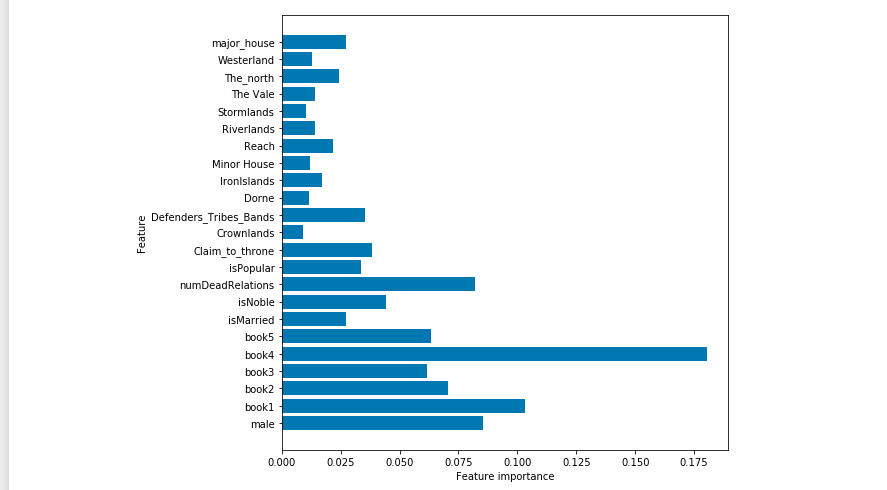 major_house
Westerland
The_north
The Vale
Stormlands
Riverlands
Reach
Minor House
IronIslands
Dorne
Defenders_Tribes_Bands
Crownlands
Claim_to_throne
isPopular
numDeadRelations
isNoble
isMarried
book5
book4
book3
book2
book1
male
Feature
0.000 0.025 0.050 0.075 0.100 0.125 0.150 0.175
Feature importance